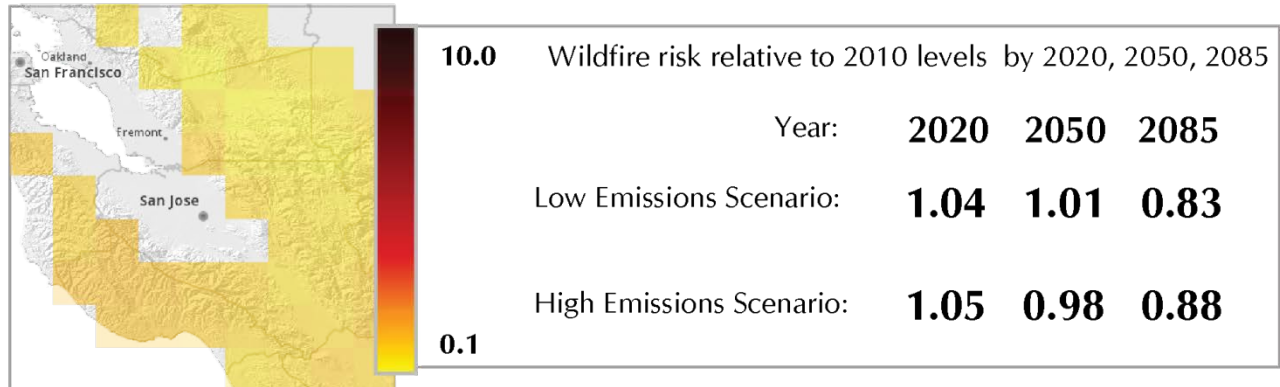 Oakland
San Francisco
Fremont
San Jose
10.0
Wildfire risk relative to 2010 levels by 2020, 2050, 2085
Year: 2020 2050 2085
Low Emissions Scenario: 1.04 1.01 0.83
High Emissions Scenario: 1.05 0.98 0.88
0.1